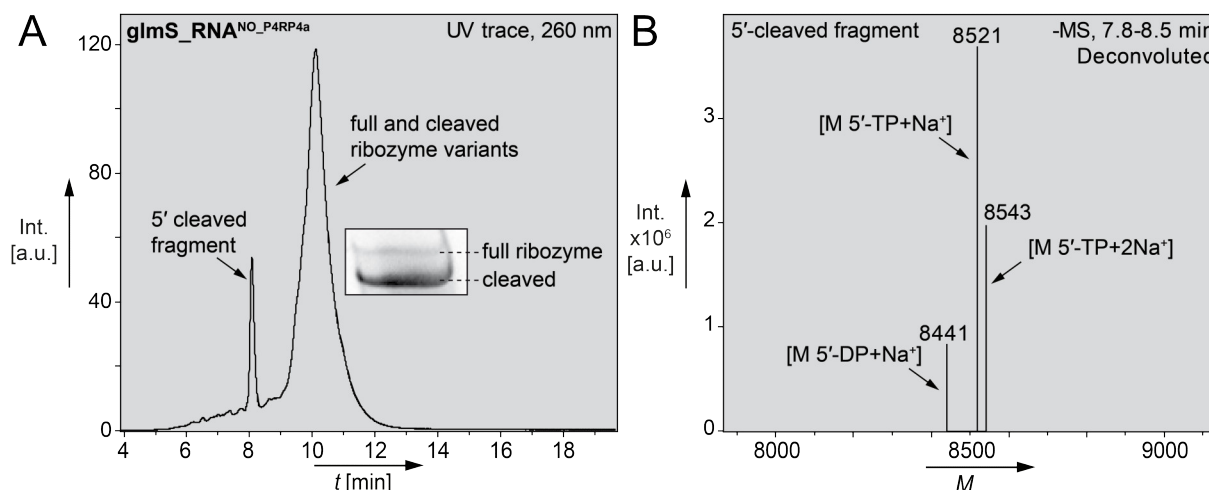 A
glmS_RNA^NO_P4RP4a
UV trace, 260 nm
120
80
40
0
Int.
[a.u.]
full and cleaved
ribozyme variants
5′ cleaved
fragment
full ribozyme
cleaved
4 6 8 10 12 14 16 18
t [min]
B
5′-cleaved fragment
-MS, 7.8-8.5 min
Deconvoluted
8521
[M 5′-TP+Na⁺]
8543
[M 5′-TP+2Na⁺]
8441
[M 5′-DP+Na⁺]
3
2
1
0
Int.
x10⁶
[a.u.]
8000 8500 9000
M